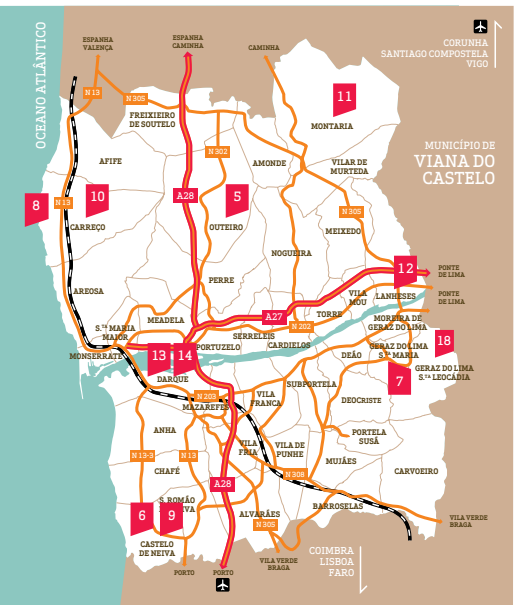 OCEANO ATLÂNTICO
ESPANHA
VALENÇA
ESPANHA
CAMINHA
CAMINHA
CORUNHA
SANTIAGO COMPOSTELA
VIGO
MUNICÍPIO DE
VIANA DO
CASTELO
N 13
N 305
FREIXIEIRO
DE SOUTELO
11
MONTARIA
N 302
AFIFE
AMONDE
VILAR DE
MURTEDA
8
N 13
10
A28
5
N 305
CARREÇO
OUTEIRO
MEIXEDO
NOGUEIRA
12
PONTE
DE LIMA
PERRE
AREOSA
VILA
MOU
LANHESES
PONTE
DE LIMA
MEADELA
A27
TORRE
MOREIRA DE
GERAZ DO LIMA
S.TA MARIA
MAIOR
N 202
SERRELEIS
CARDIELOS
PORTUZELO
18
MONSERRATE
13
14
DEÃO
GERAZ DO LIMA
S.TA MARIA
GERAZ DO LIMA
S.TA LEOCÁDIA
DARQUE
SUBPORTELA
7
N 203
MAZAREFES
VILA
FRANCA
DEOCRISTE
ANHA
PORTELA
SUSÃ
N 13-3
N 13
VILA
FRIA
VILA DE
PUNHE
MUJÃES
CHAFÉ
A28
N 308
CARVOEIRO
S. ROMÃO
6
9
BARROSELAS
ALVARÃES
N 305
CASTELO
DE NEIVA
VILA VERDE
BRAGA
COIMBRA
LISBOA
FARO
VILA VERDE
BRAGA
PORTO
PORTO